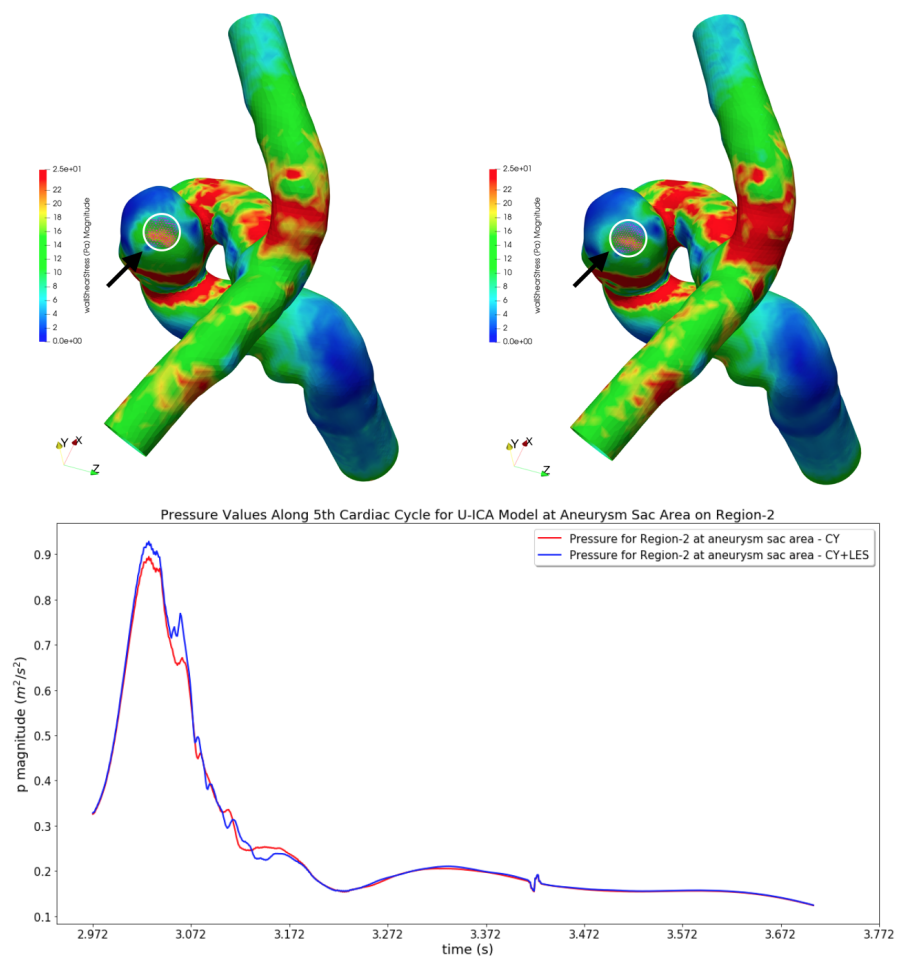 2.5e+01
22
20
18
16
14
12
10
8
6
4
2
0.0e+00
wallShearStress (Pa) Magnitude
Y X
Z
2.5e+01
22
20
18
16
14
12
10
8
6
4
2
0.0e+00
wallShearStress (Pa) Magnitude
Y X
Z
Pressure Values Along 5th Cardiac Cycle for U-ICA Model at Aneurysm Sac Area on Region-2
Pressure for Region-2 at aneurysm sac area - CY
Pressure for Region-2 at aneurysm sac area - CY+LES
p magnitude (m²/s²)
0.9
0.8
0.7
0.6
0.5
0.4
0.3
0.2
0.1
2.972 3.072 3.172 3.272 3.372 3.472 3.572 3.672 3.772
time (s)